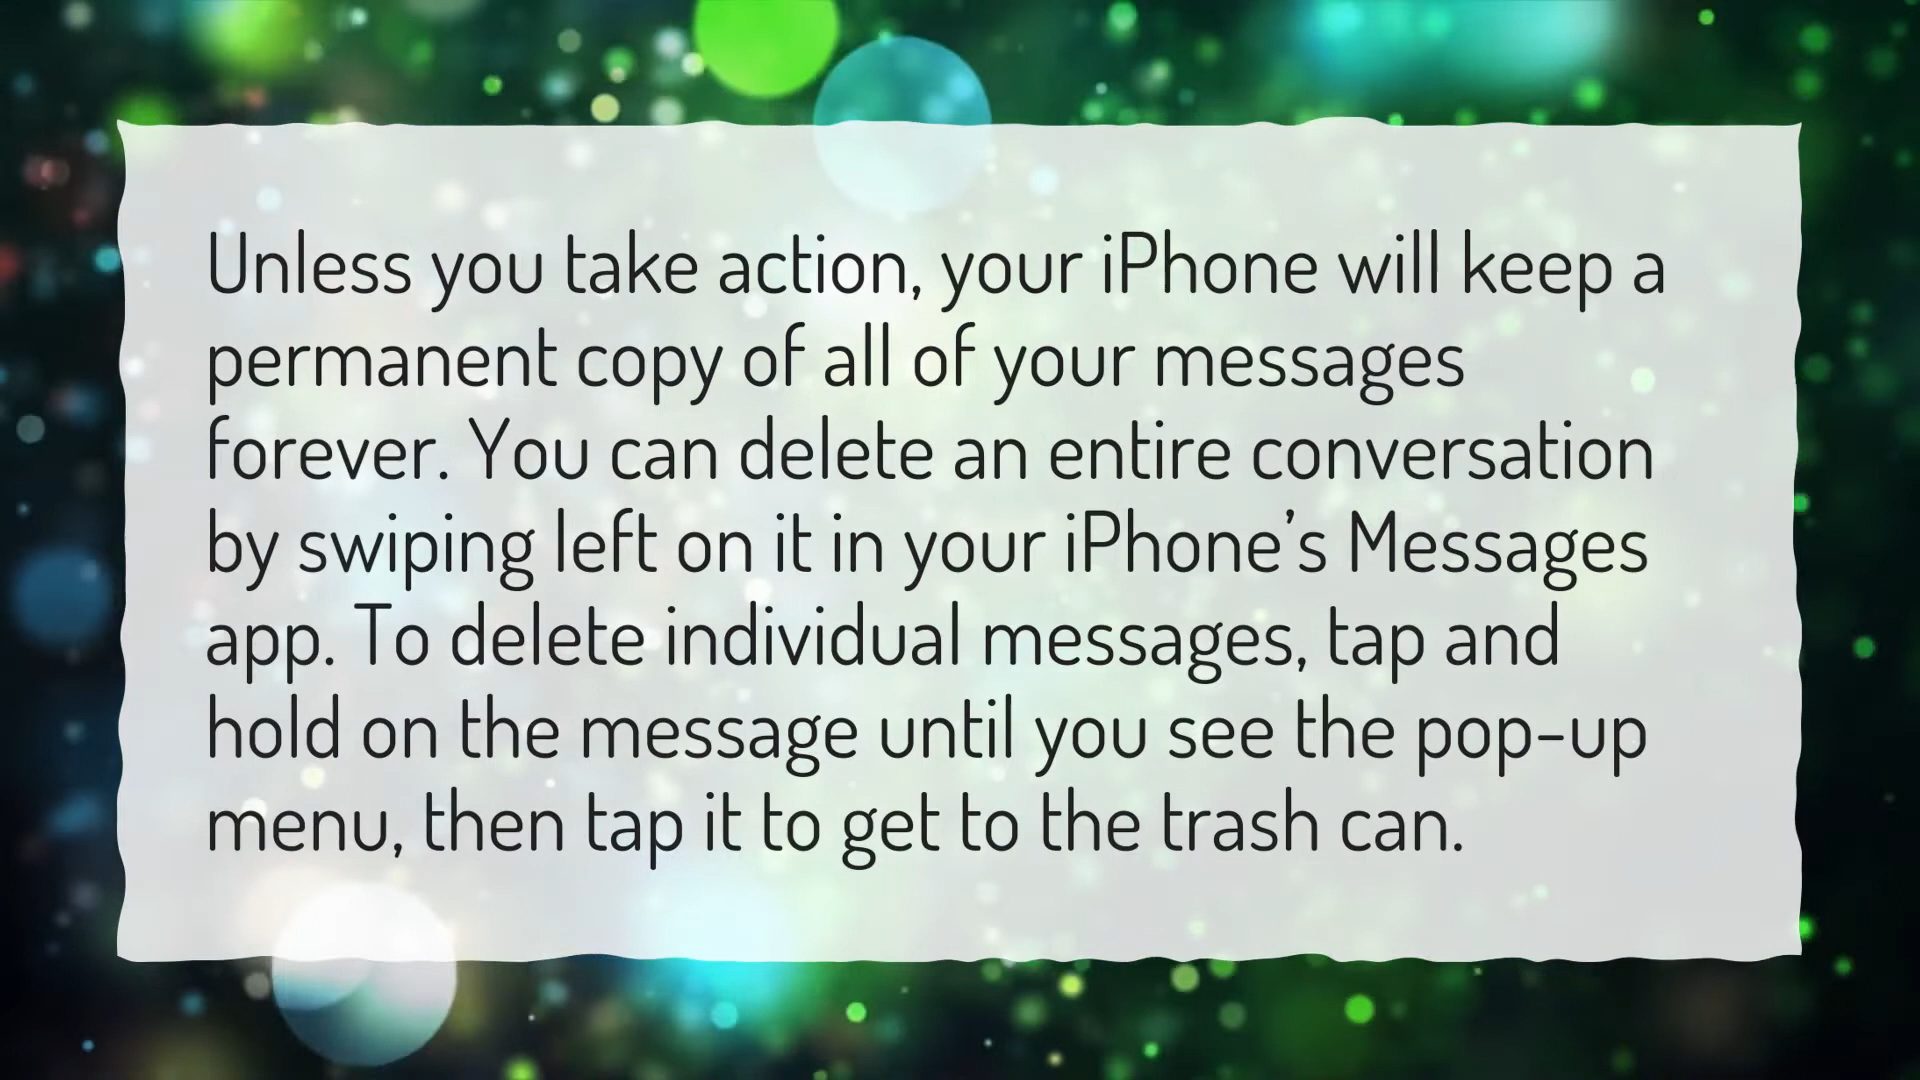 Unless you take action, your iPhone will keep a
permanent copy of all of your messages
forever. You can delete an entire conversation
by swiping left on it in your iPhone’s Messages
app. To delete individual messages, tap and
hold on the message until you see the pop-up
menu, then tap it to get to the trash can.